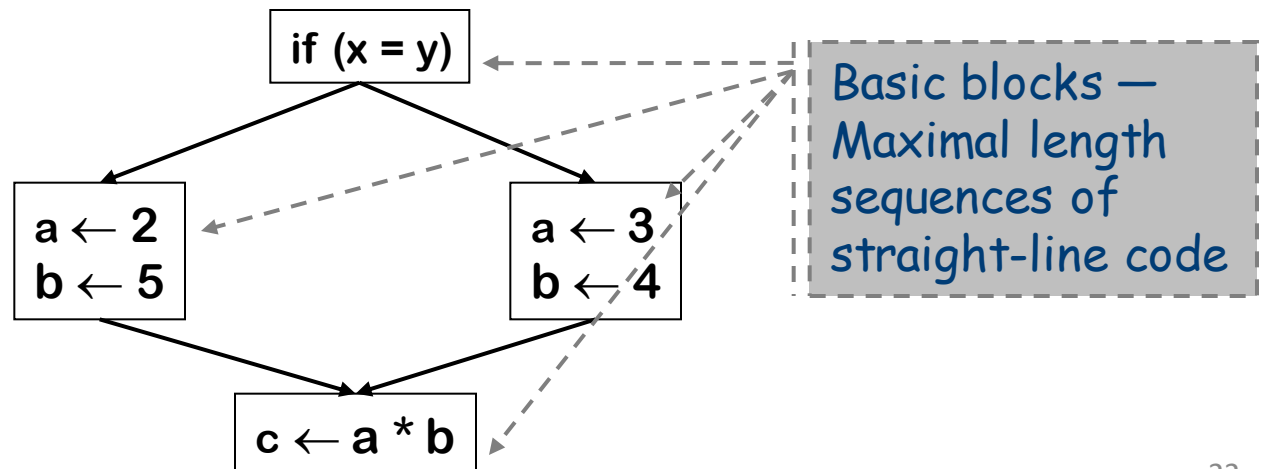 if (x = y)
Basic blocks —
Maximal length
sequences of
straight-line code
a ← 2
b ← 5
a ← 3
b ← 4
c ← a * b